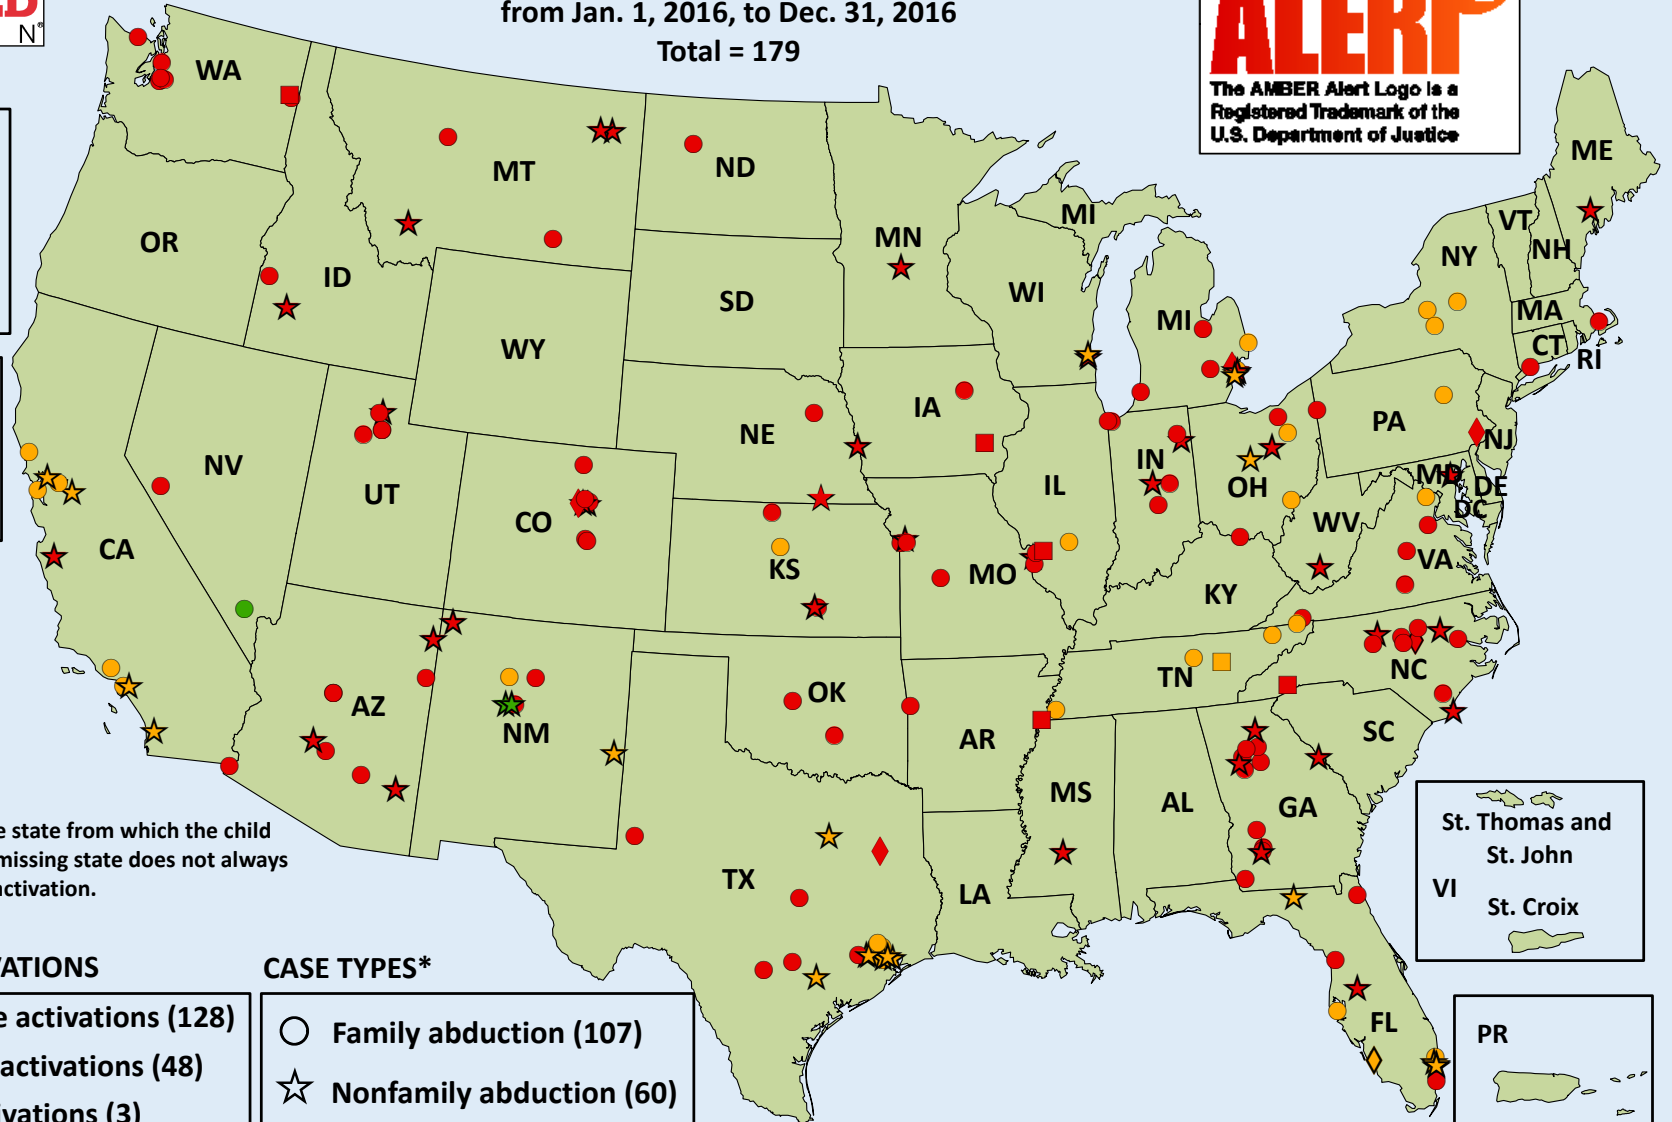 N®
from Jan. 1, 2016, to Dec. 31, 2016
Total = 179
ALERT
The AMBER Alert Logo is a
Registered Trademark of the
U.S. Department of Justice
WA
MT
ND
MN
MI
ME
VT
NH
NY
OR
ID
SD
WI
MI
MA
CT
RI
WY
IA
NE
PA
NJ
NV
UT
CO
IL
IN
OH
MD
DE
DC
WV
CA
KS
MO
VA
KY
AZ
NM
OK
TN
NC
AR
SC
MS
AL
GA
TX
LA
FL
e state from which the child
missing state does not always
activation.
St. Thomas and
St. John
VI
St. Croix
PR
VATIONS
e activations (128)
activations (48)
ivations (3)
CASE TYPES*
Family abduction (107)
Nonfamily abduction (60)